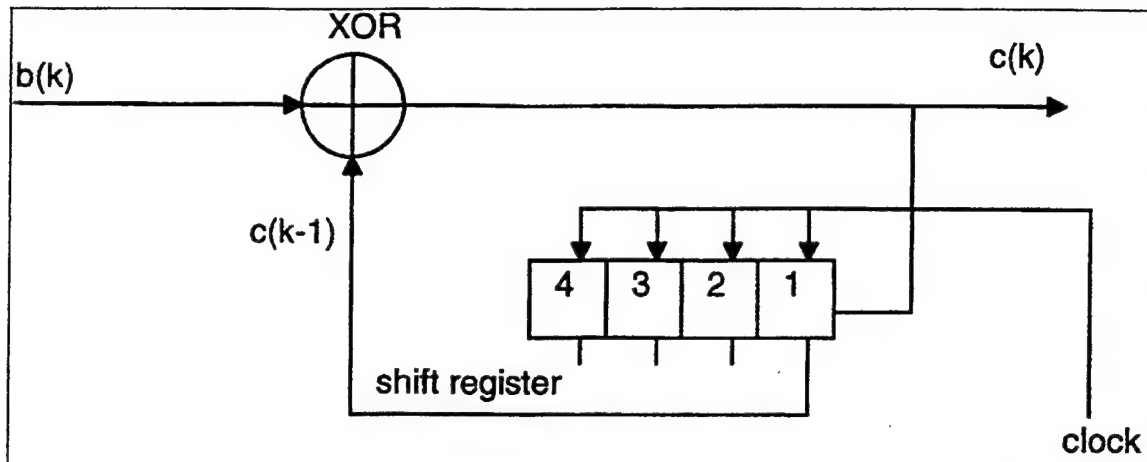 XOR
b(k)
c(k)
c(k-1)
4 3 2 1
shift register
clock